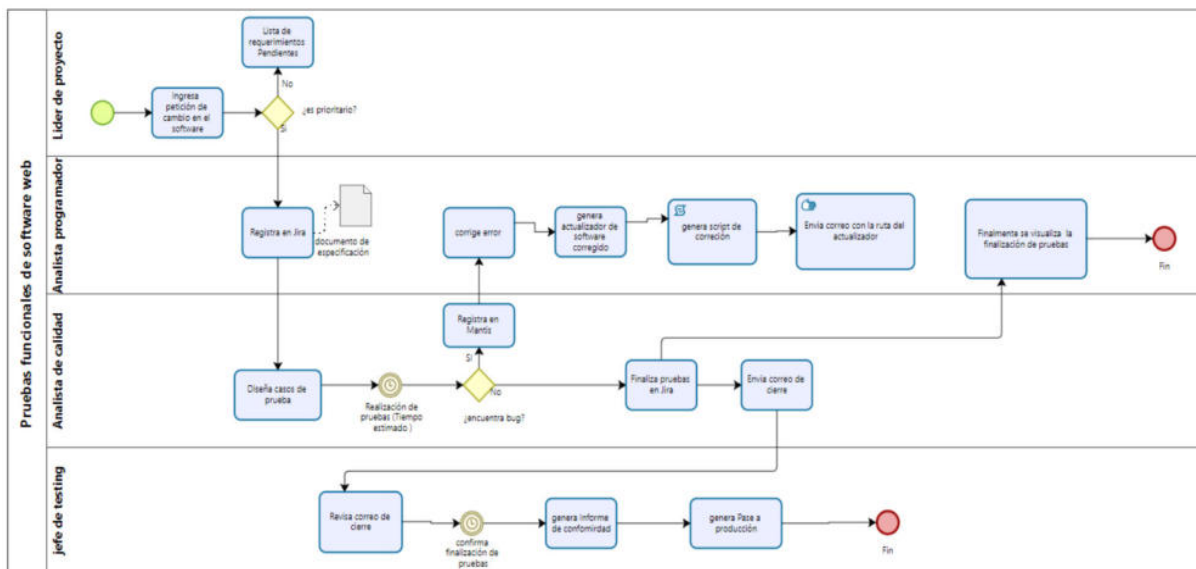 Pruebas funcionales de software web
Lider de proyecto
Lista de
requerimientos
Pendientes
No
Ingresa
petición de
cambio en el
software
¿es prioritario?
Si
Analista programador
Registra en Jira
documento de
especificación
corrige error
genera
actualizador de
software
corregido
genera script de
correción
Envia correo con la ruta del
actualizador
Finalmente se visualiza la
finalización de pruebas
Fin
Analista de calidad
Registra en
Mantis
Si
Diseña casos de
prueba
Realización de
pruebas (Tiempo
estimado )
No
¿encuentra bug?
Finaliza pruebas
en Jira
Envia correo de
cierre
jefe de testing
Revisa correo de
cierre
confirma
finalización de
pruebas
genera Informe
de confomirdad
genera Pase a
producción
Fin